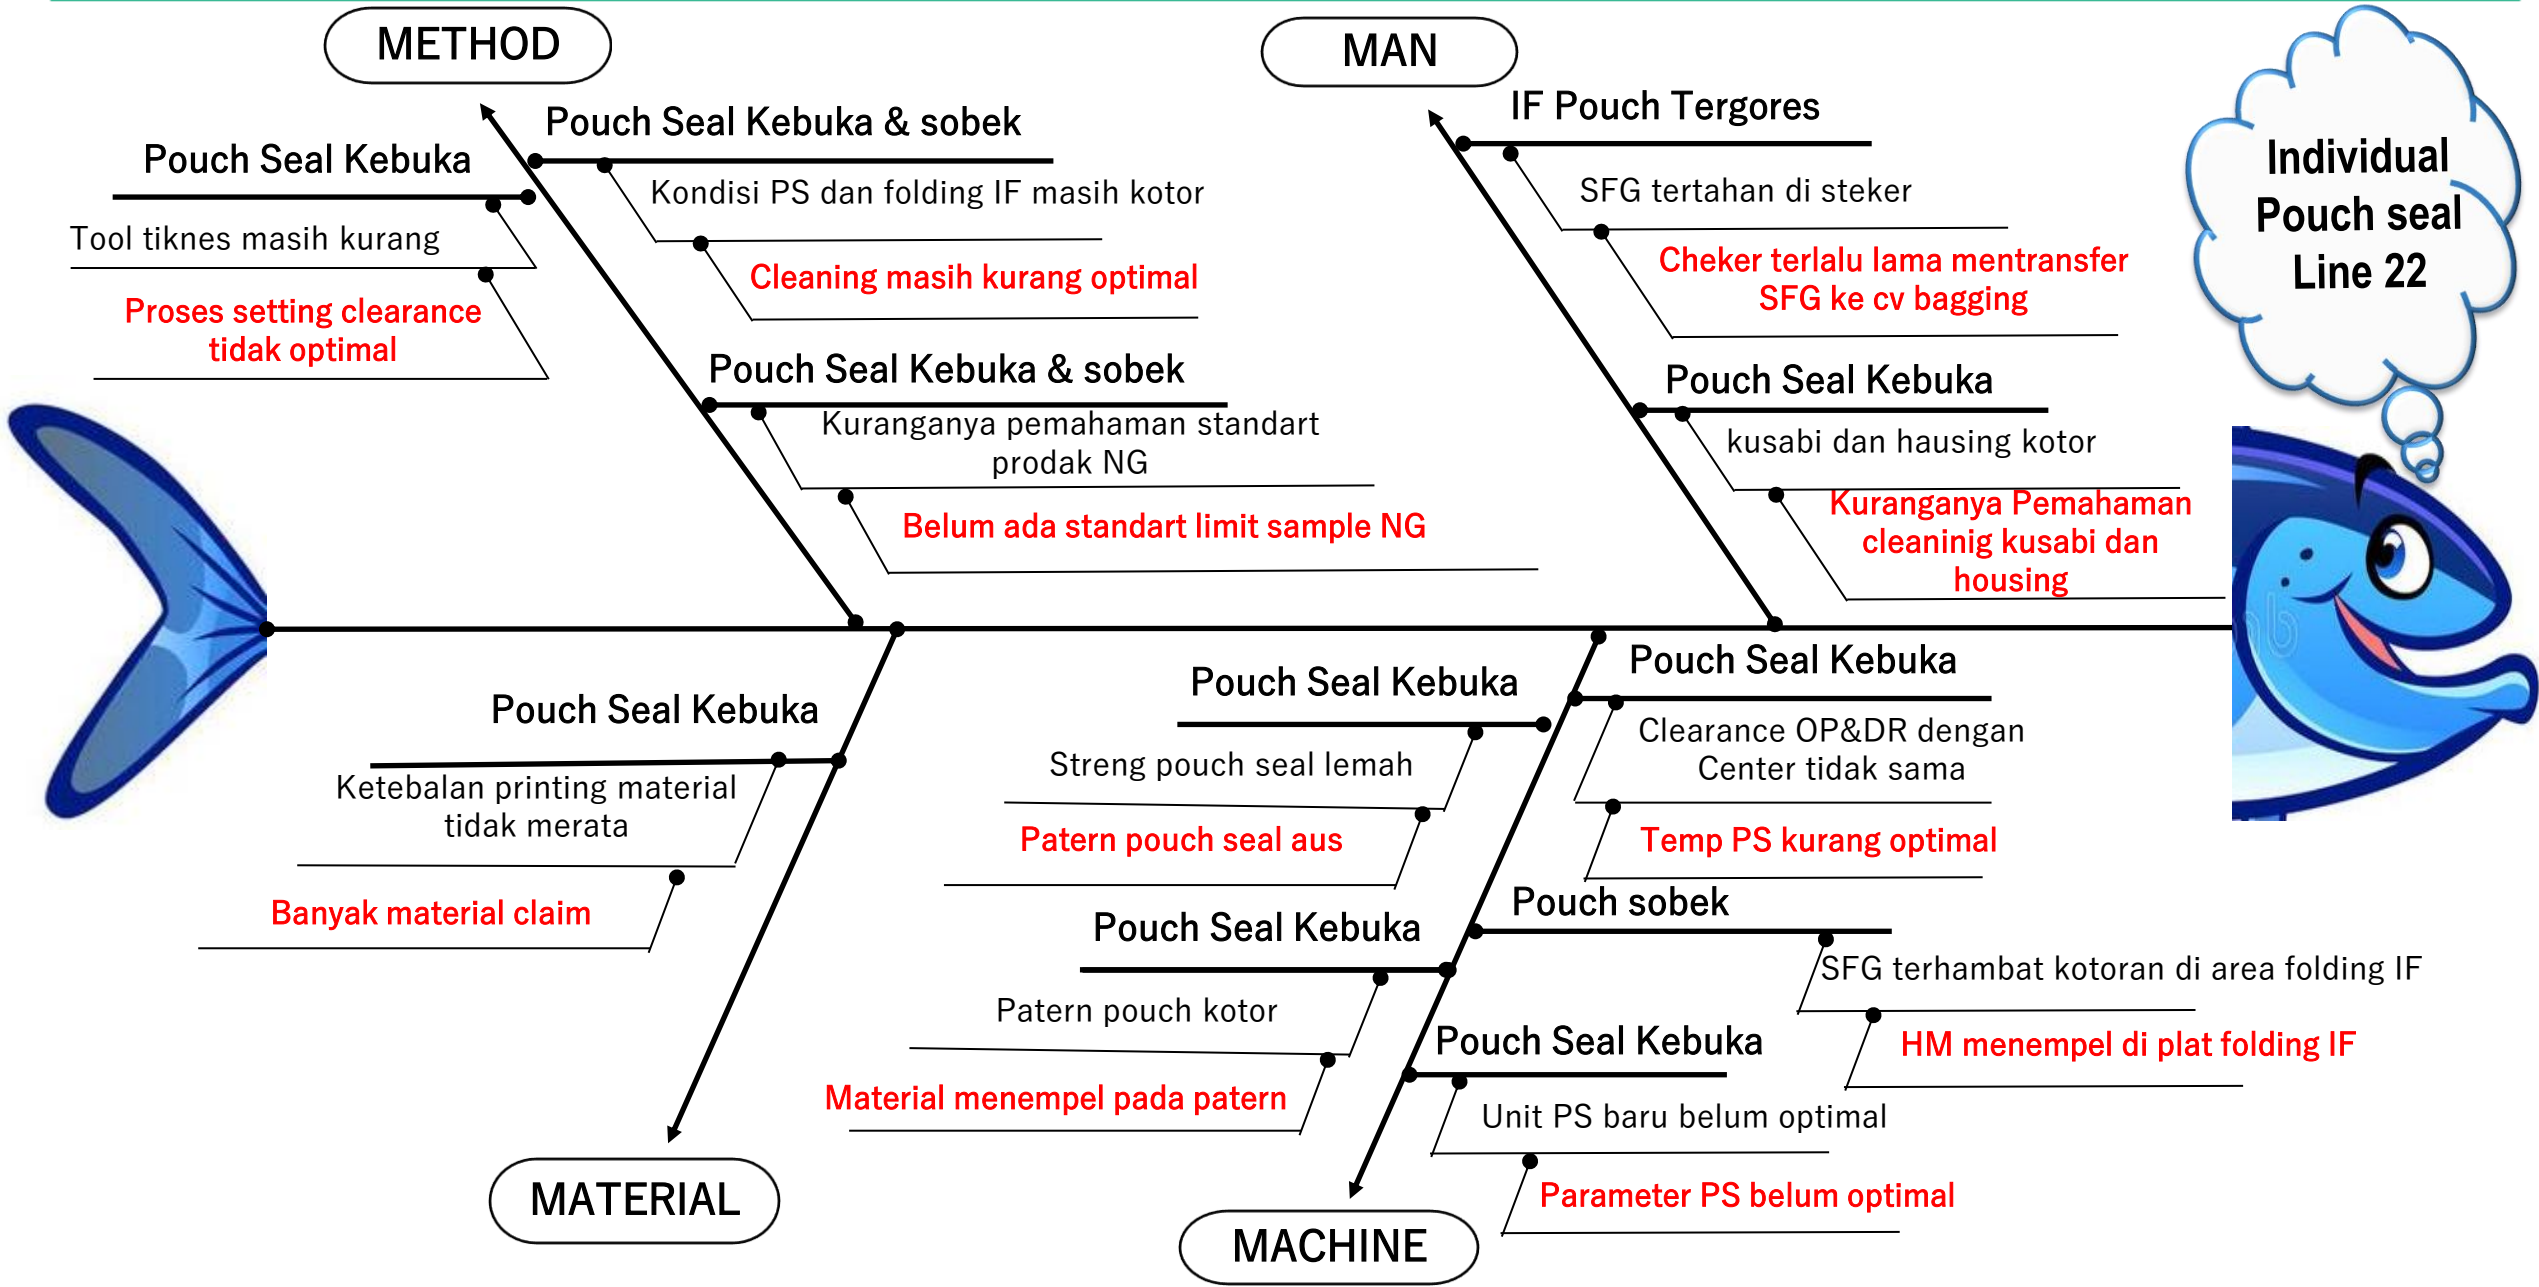 METHOD
Pouch Seal Kebuka & sobek
Kondisi PS dan folding IF masih kotor
Cleaning masih kurang optimal
Pouch Seal Kebuka
Tool tiknes masih kurang
Proses setting clearance
tidak optimal
Pouch Seal Kebuka & sobek
Kuranganya pemahaman standart
prodak NG
Belum ada standart limit sample NG
MAN
IF Pouch Tergores
SFG tertahan di steker
Cheker terlalu lama mentransfer
SFG ke cv bagging
Pouch Seal Kebuka
kusabi dan hausing kotor
Kuranganya Pemahaman
cleaninig kusabi dan
housing
Individual
Pouch seal
Line 22
Pouch Seal Kebuka
Ketebalan printing material
tidak merata
Banyak material claim
MATERIAL
Pouch Seal Kebuka
Streng pouch seal lemah
Patern pouch seal aus
Pouch Seal Kebuka
Clearance OP&DR dengan
Center tidak sama
Temp PS kurang optimal
Pouch Seal Kebuka
Patern pouch kotor
Material menempel pada patern
Pouch sobek
SFG terhambat kotoran di area folding IF
HM menempel di plat folding IF
Pouch Seal Kebuka
Unit PS baru belum optimal
Parameter PS belum optimal
MACHINE